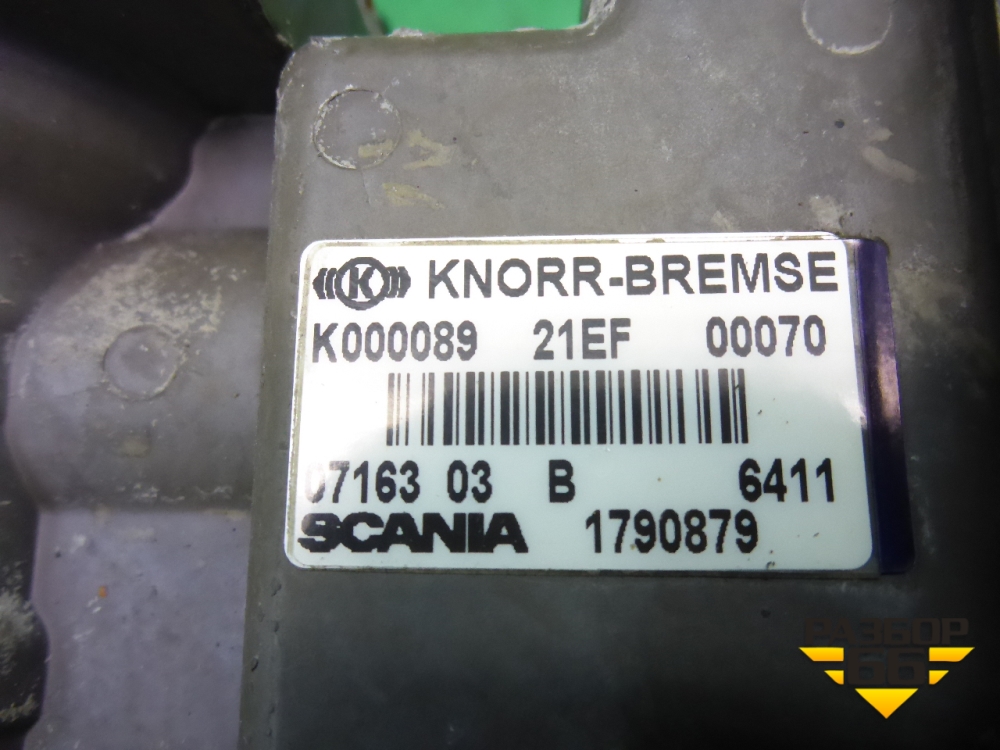 K KNORR-BREMSE
K000089 21EF 00070
07163 03 B 6411
SCANIA 1790879
РАЗБОР
66